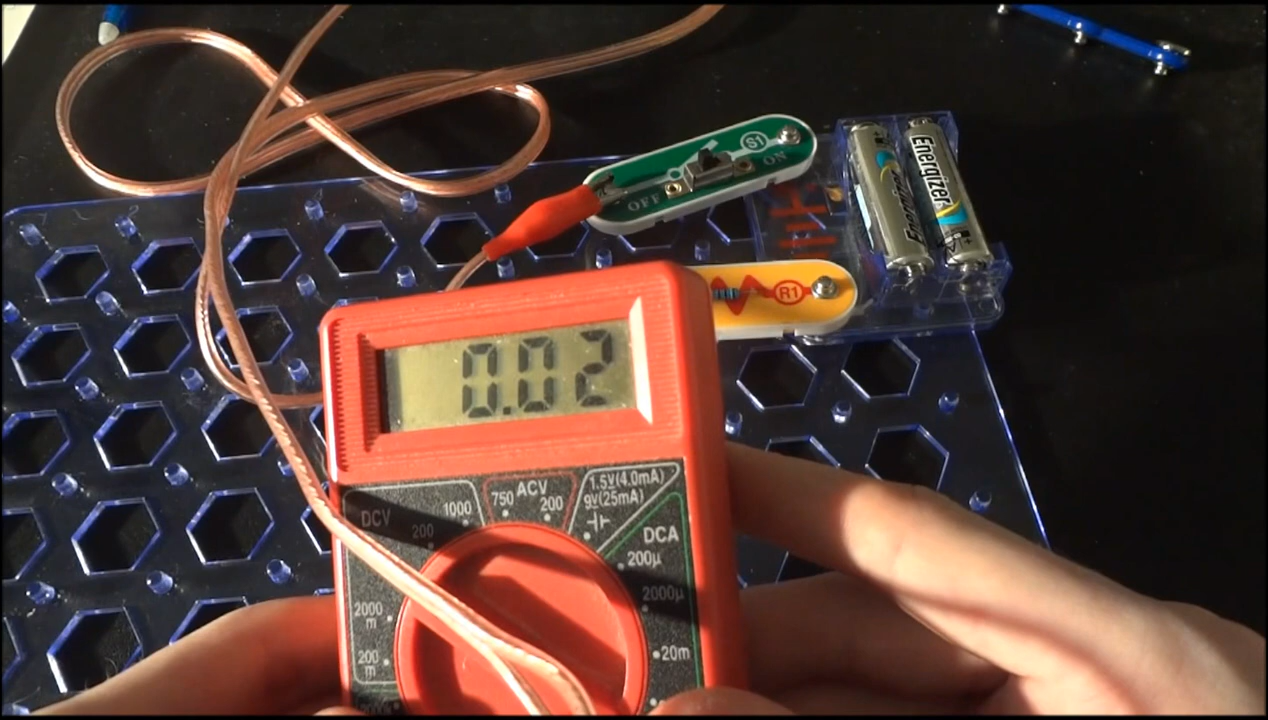 S1
ON
OFF
Energizer
Energizer
R1
0.02
DCV
200
1000
750
ACV
200
1.5V(4.0mA)
9V(25mA)
DCA
200µ
2000µ
20m
2000
m
200
m